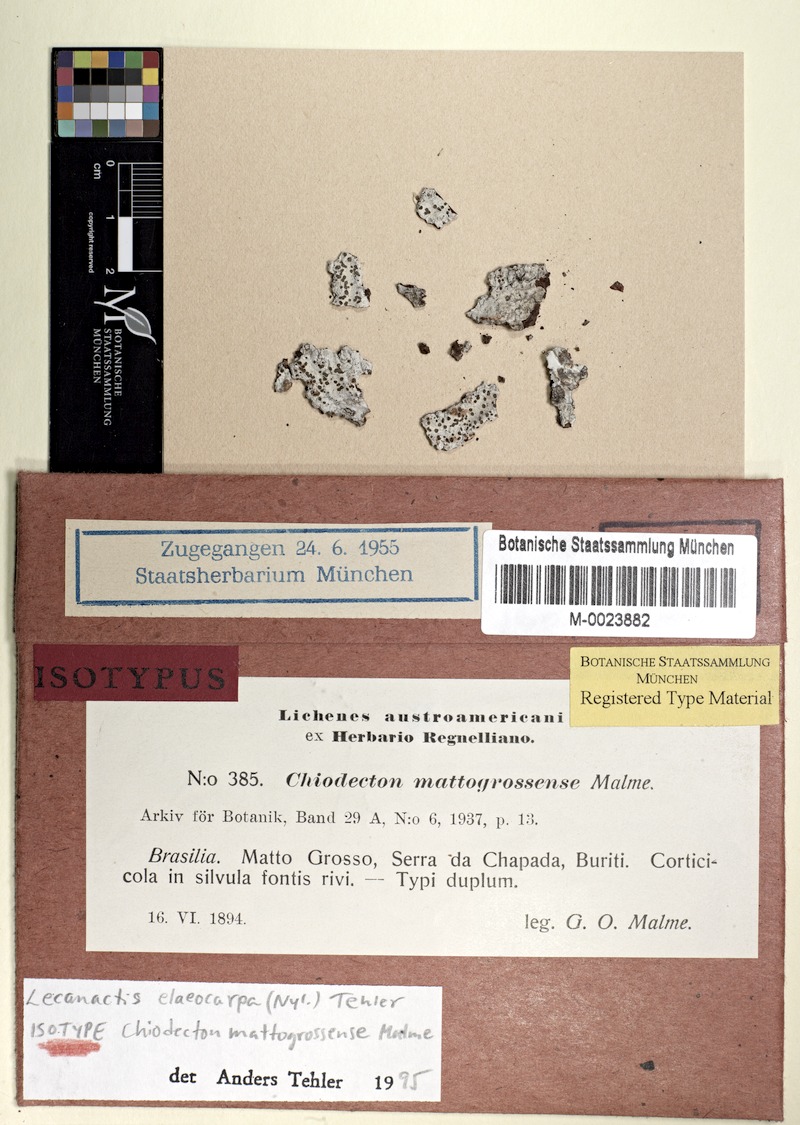 0 1 2
cm
copyright reserved
M
BOTANISCHE
STAATSSAMMLUNG
MÜNCHEN
Zugegangen 24. 6. 1955
Staatsherbarium München
Botanische Staatssammlung München
M-0023882
ISOTYPUS
BOTANISCHE STAATSSAMMLUNG
MÜNCHEN
Registered Type Material
Lichenes austroamericani
ex Herbario Regnelliano.
N:o 385. Chiodecton mattogrossense Malme.
Arkiv för Botanik, Band 29 A, N:o 6, 1937, p. 13.
Brasilia. Matto Grosso, Serra da Chapada, Buriti. Cortici-
cola in silvula fontis rivi. — Typi duplum.
16. VI. 1894.
leg. G. O. Malme.
Lecanactis elaeocarpa (Nyl.) Tehler
ISOTYPE Chiodecton mattogrossense Malme
det Anders Tehler 1995